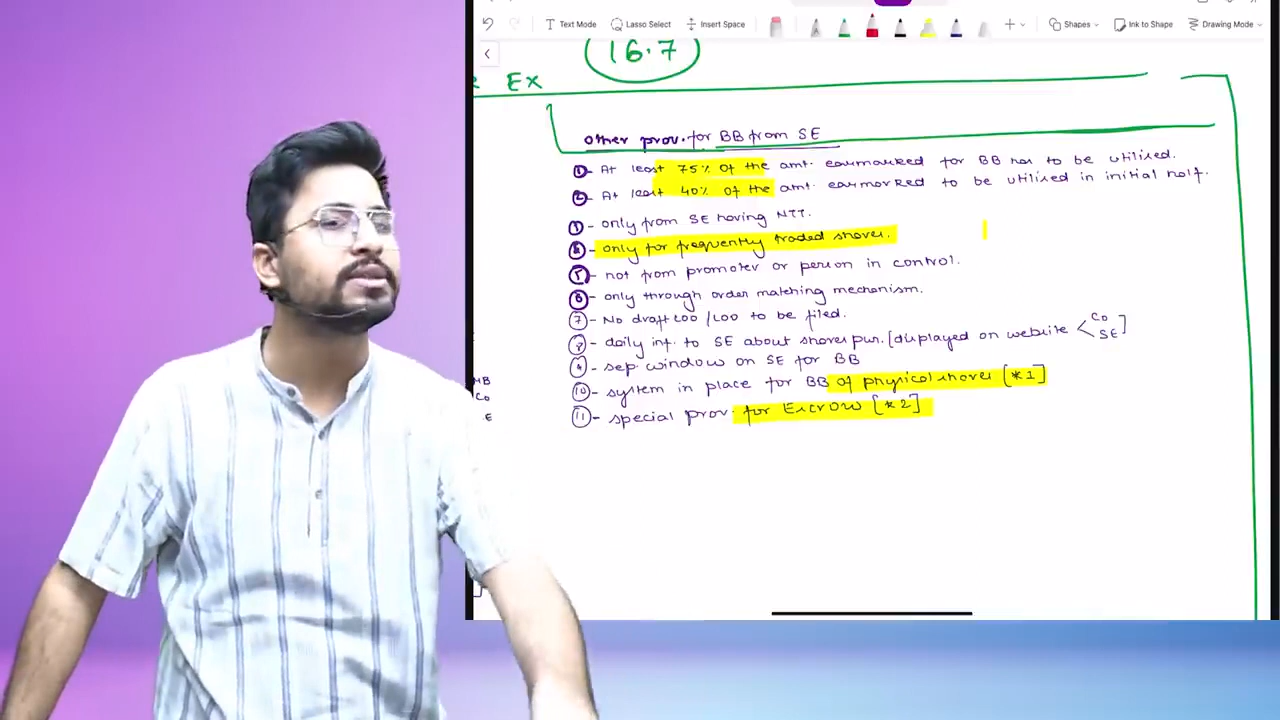 Text Mode Lasso Select Insert Space Shapes Ink to Shape Drawing Mode
16.7
Ex
other prov. for BB from SE
① - At least 75% of the amt. earmarked for BB has to be utilised.
② - At least 40% of the amt. earmarked to be utilised in initial half.
③ - only from SE having NTT.
④ - only for frequently traded shares.
⑤ - not from promoter or person in control.
⑥ - only through order matching mechanism.
⑦ - No draft LOO / LOO to be filed.
⑧ - daily inf. to SE about shares pur. [displayed on website < CO SE]
⑨ - sep. window on SE for BB
⑩ - system in place for BB of physical shares [*1]
⑪ - special prov. for Escrow [*2]
MB
CO
E